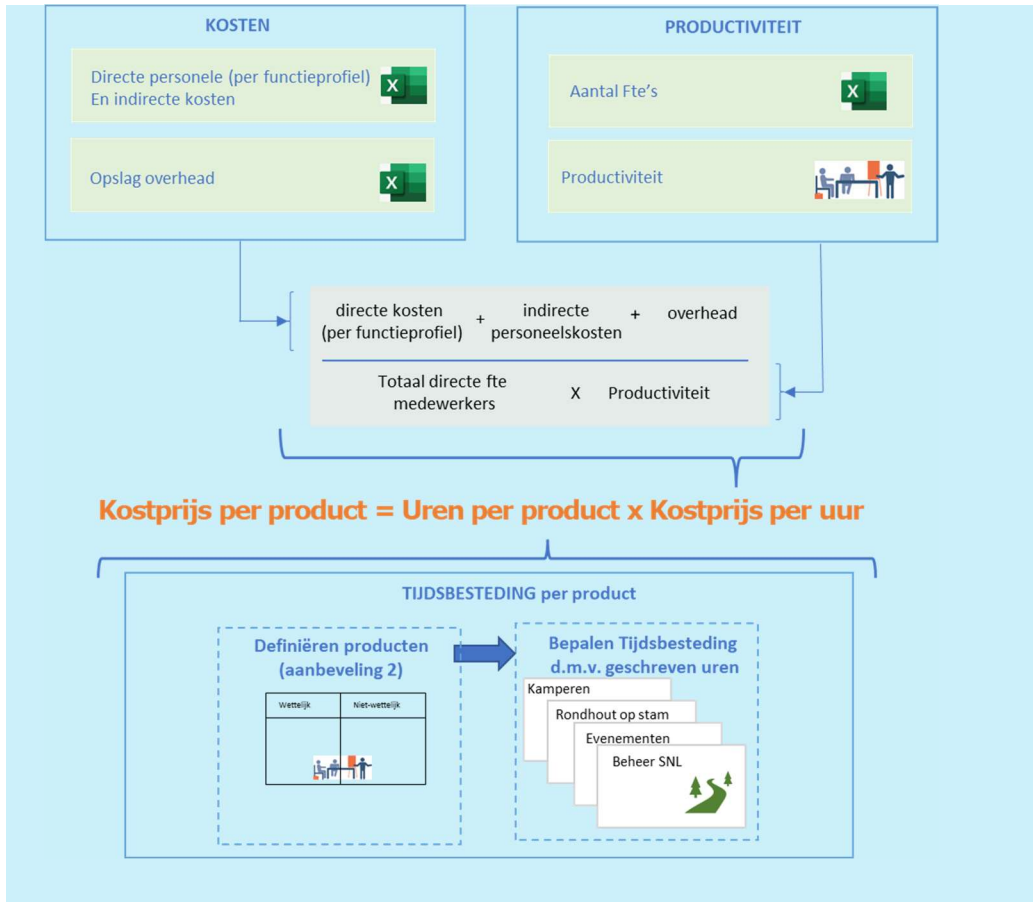 KOSTEN
Directe personele (per functieprofiel)
En indirecte kosten
X
Opslag overhead
X
PRODUCTIVITEIT
Aantal Fte's
X
Productiviteit
directe kosten
(per functieprofiel)
+
indirecte
personeelskosten
+
overhead
Totaal directe fte
medewerkers
X
Productiviteit
Kostprijs per product = Uren per product x Kostprijs per uur
TIJDSBESTEDING per product
Definiëren producten
(aanbeveling 2)
Wettelijk
Niet-wettelijk
Bepalen Tijdsbesteding
d.m.v. geschreven uren
Kamperen
Rondhout op stam
Evenementen
Beheer SNL